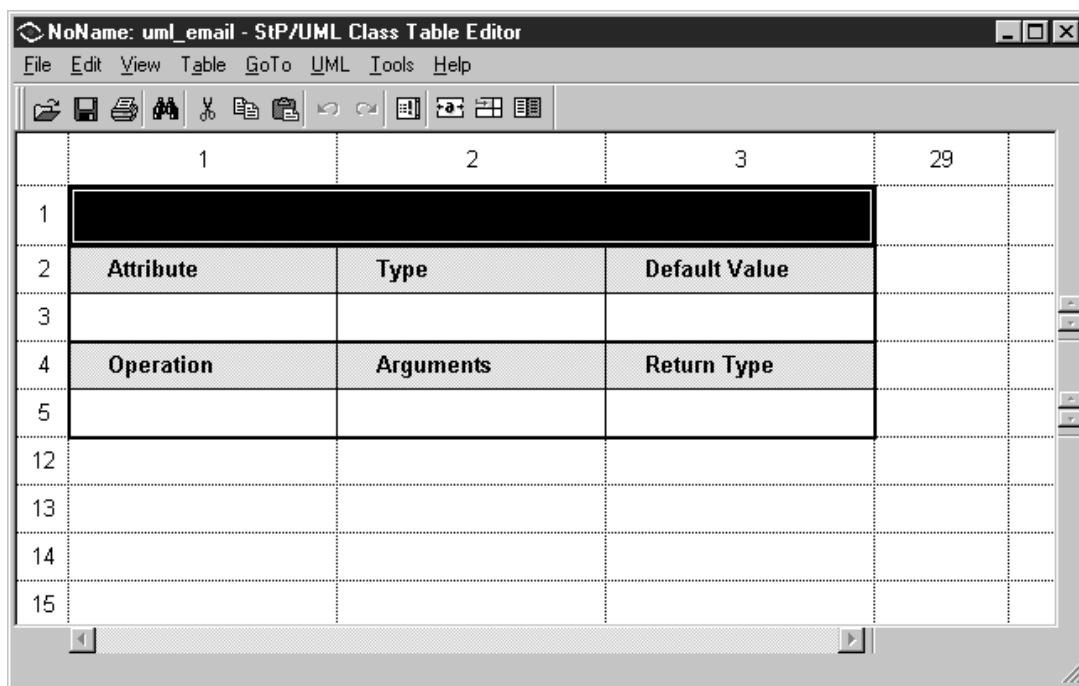 NoName: uml_email - StP/UML Class Table Editor
File Edit View Table GoTo UML Tools Help
1 2 3 29
1
2 Attribute Type Default Value
3
4 Operation Arguments Return Type
5
12
13
14
15